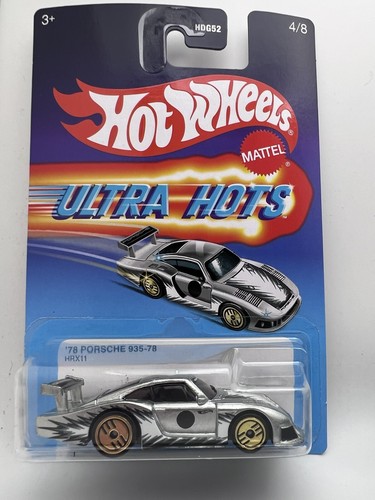 3+
HDG52
4/8
Hot Wheels
MATTEL
ULTRA HOTS
'78 PORSCHE 935-78
HRX11